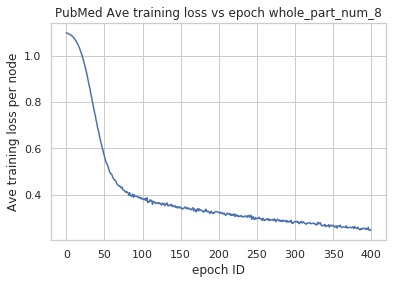 PubMed Ave training loss vs epoch whole_part_num_8
Ave training loss per node
1.0
0.8
0.6
0.4
0 50 100 150 200 250 300 350 400
epoch ID